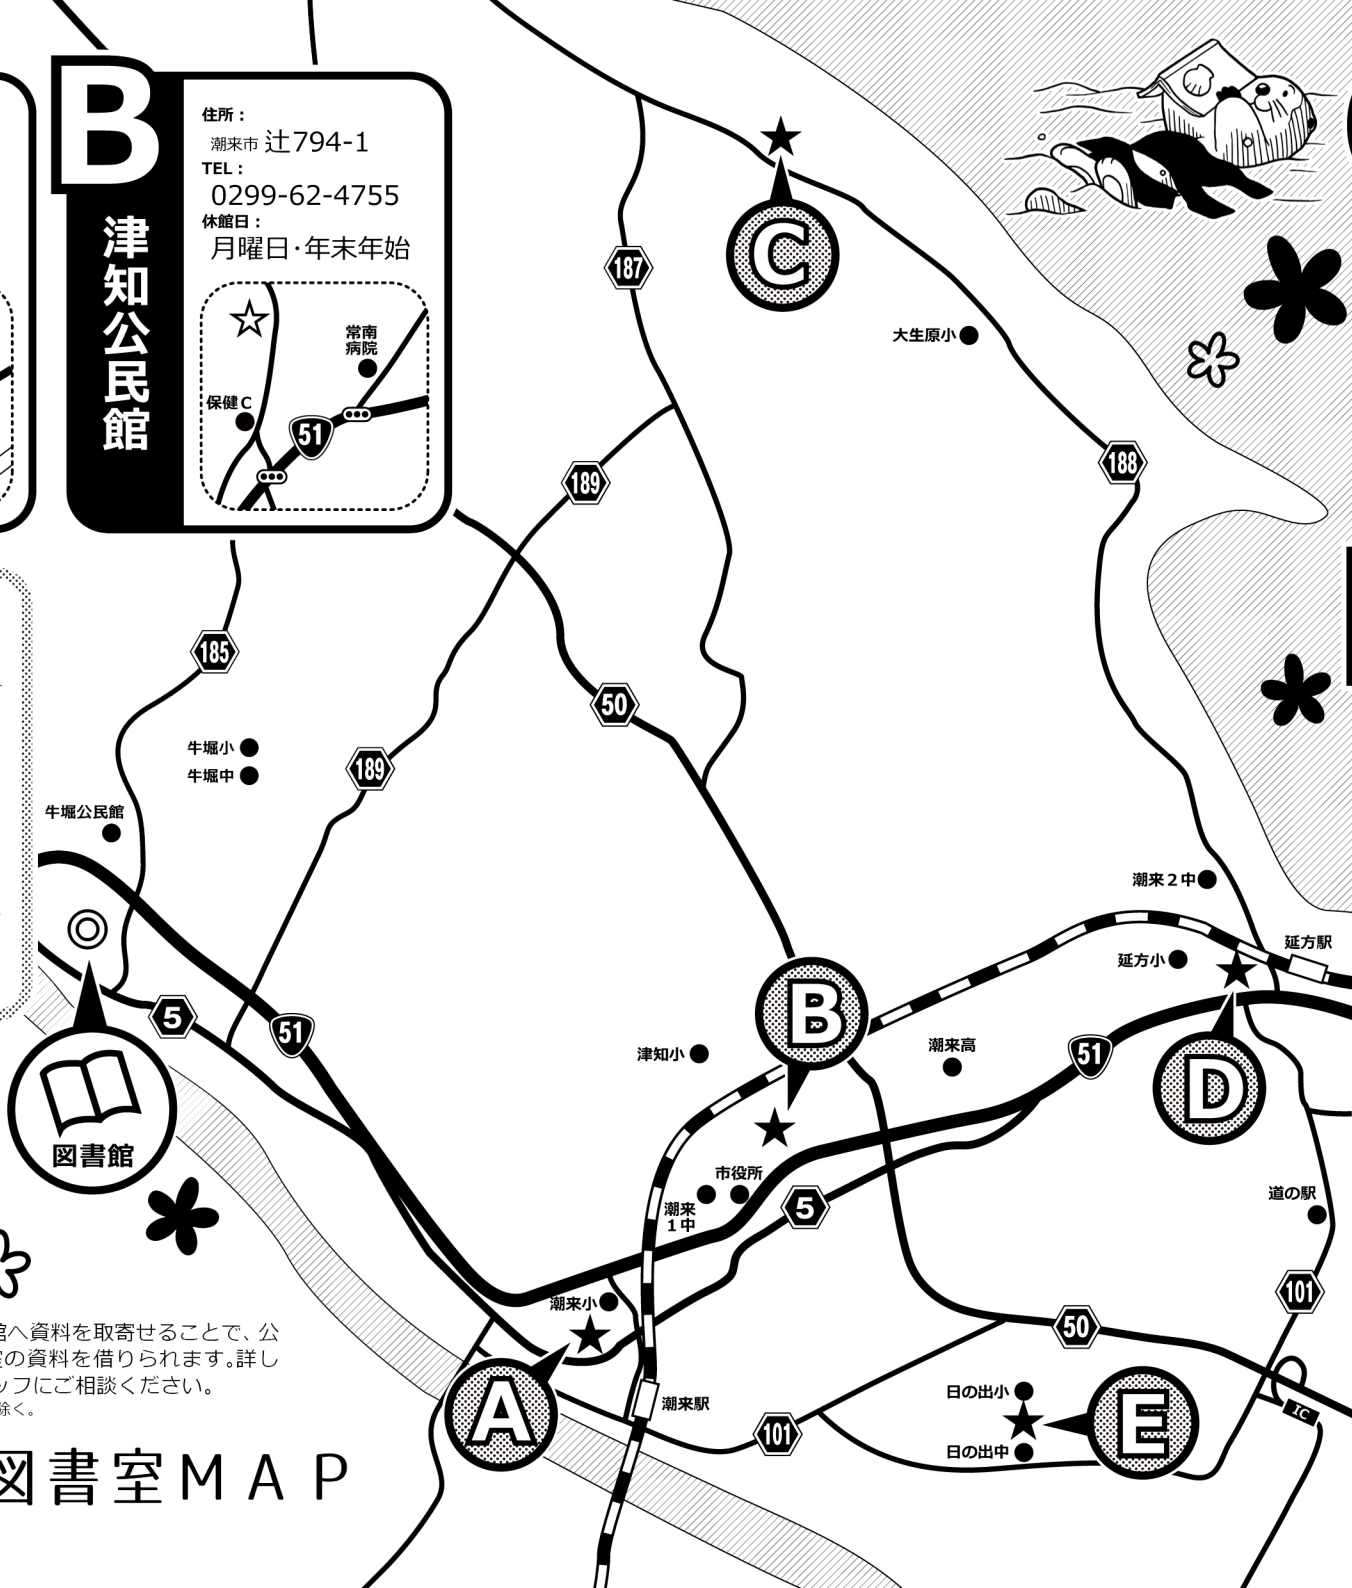 B
津知公民館
住所：
潮来市 辻794-1
TEL：
0299-62-4755
休館日：
月曜日・年末年始
常南
病院
保健C
51
C
187
大生原小
189
188
185
50
牛堀小
牛堀中
189
牛堀公民館
潮来２中
延方駅
延方小
B
5
51
津知小
潮来高
51
D
図書館
市役所
潮来
１中
5
道の駅
101
潮来小
50
館へ資料を取寄せることで、公
室の資料を借りられます。詳し
ッフにご相談ください。
除く。
A
潮来駅
101
日の出小
E
日の出中
IC
図書室ＭＡＰ